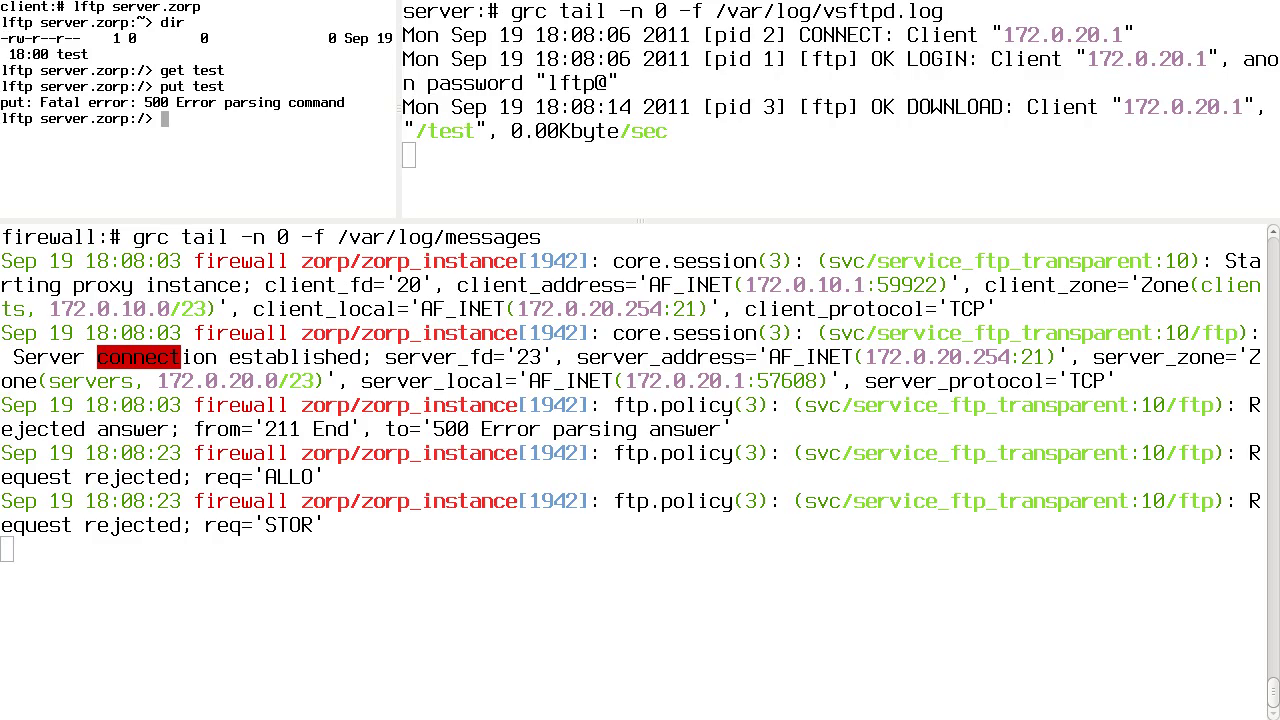 client:# lftp server.zorp
lftp server.zorp:~> dir
-rw-r--r--    1 0        0               0 Sep 19
 18:00 test
lftp server.zorp:/> get test
lftp server.zorp:/> put test
put: Fatal error: 500 Error parsing command
lftp server.zorp:/>
server:# grc tail -n 0 -f /var/log/vsftpd.log
Mon Sep 19 18:08:06 2011 [pid 2] CONNECT: Client "172.0.20.1"
Mon Sep 19 18:08:06 2011 [pid 1] [ftp] OK LOGIN: Client "172.0.20.1", ano
n password "lftp@"
Mon Sep 19 18:08:14 2011 [pid 3] [ftp] OK DOWNLOAD: Client "172.0.20.1",
"/test", 0.00Kbyte/sec
firewall:# grc tail -n 0 -f /var/log/messages
Sep 19 18:08:03 firewall zorp/zorp_instance[1942]: core.session(3): (svc/service_ftp_transparent:10): Sta
rting proxy instance; client_fd='20', client_address='AF_INET(172.0.10.1:59922)', client_zone='Zone(clien
ts, 172.0.10.0/23)', client_local='AF_INET(172.0.20.254:21)', client_protocol='TCP'
Sep 19 18:08:03 firewall zorp/zorp_instance[1942]: core.session(3): (svc/service_ftp_transparent:10/ftp):
 Server connection established; server_fd='23', server_address='AF_INET(172.0.20.254:21)', server_zone='Z
one(servers, 172.0.20.0/23)', server_local='AF_INET(172.0.20.1:57608)', server_protocol='TCP'
Sep 19 18:08:03 firewall zorp/zorp_instance[1942]: ftp.policy(3): (svc/service_ftp_transparent:10/ftp): R
ejected answer; from='211 End', to='500 Error parsing answer'
Sep 19 18:08:23 firewall zorp/zorp_instance[1942]: ftp.policy(3): (svc/service_ftp_transparent:10/ftp): R
equest rejected; req='ALLO'
Sep 19 18:08:23 firewall zorp/zorp_instance[1942]: ftp.policy(3): (svc/service_ftp_transparent:10/ftp): R
equest rejected; req='STOR'